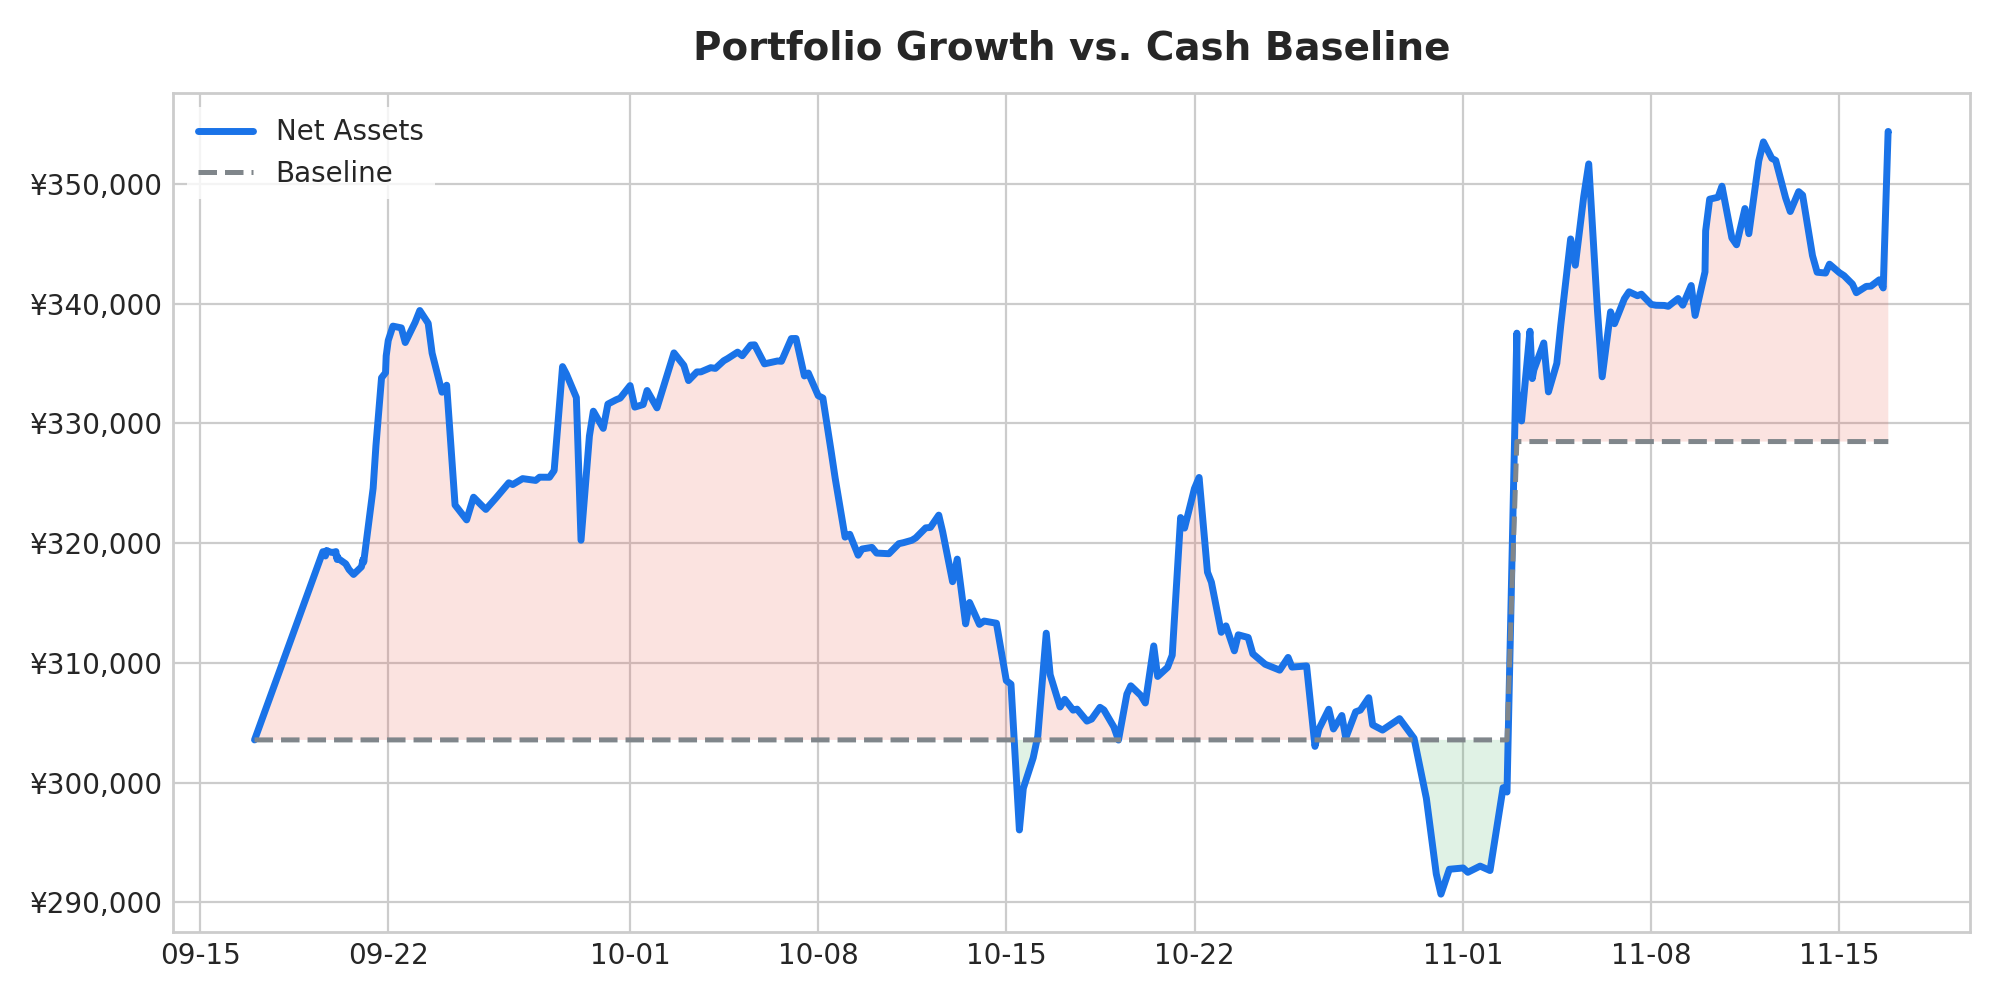 Portfolio Growth vs. Cash Baseline
Net Assets
Baseline
¥350,000
¥340,000
¥330,000
¥320,000
¥310,000
¥300,000
¥290,000
09-15 09-22 10-01 10-08 10-15 10-22 11-01 11-08 11-15